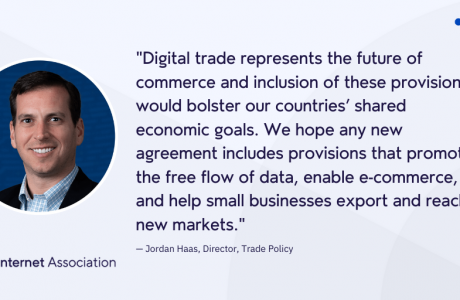 "Digital trade represents the future of
commerce and inclusion of these provision
would bolster our countries' shared
economic goals. We hope any new
agreement includes provisions that promot
the free flow of data, enable e-commerce,
and help small businesses export and reac
new markets."
— Jordan Haas, Director, Trade Policy
nternet Association